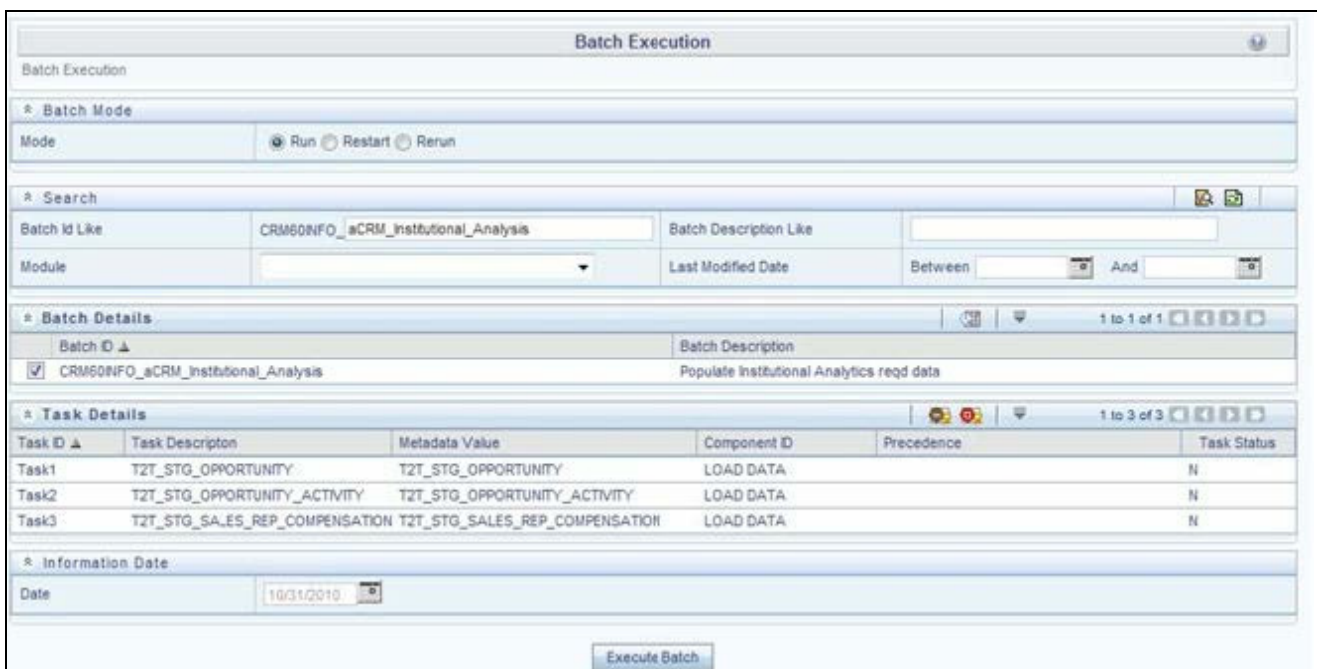 Batch Execution
Batch Execution
Batch Mode
Mode Run Restart Rerun
Search
Batch Id Like CRM60INFO_ aCRM_Institutional_Analysis Batch Description Like
Module Last Modified Date Between And
Batch Details 1 to 1 of 1
Batch ID Batch Description
CRM60INFO_aCRM_Institutional_Analysis Populate Institutional Analytics reqd data
Task Details 1 to 3 of 3
Task ID Task Descripton Metadata Value Component ID Precedence Task Status
Task1 T2T_STG_OPPORTUNITY T2T_STG_OPPORTUNITY LOAD DATA N
Task2 T2T_STG_OPPORTUNITY_ACTIVITY T2T_STG_OPPORTUNITY_ACTIVITY LOAD DATA N
Task3 T2T_STG_SALES_REP_COMPENSATION T2T_STG_SALES_REP_COMPENSATION LOAD DATA N
Information Date
Date 10/31/2010
Execute Batch